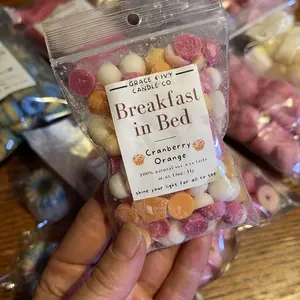 GRACE & IVY
CANDLE CO
Breakfast
in Bed
Cranberry
Orange
100% natural soy wax melts
shine your light for all to see